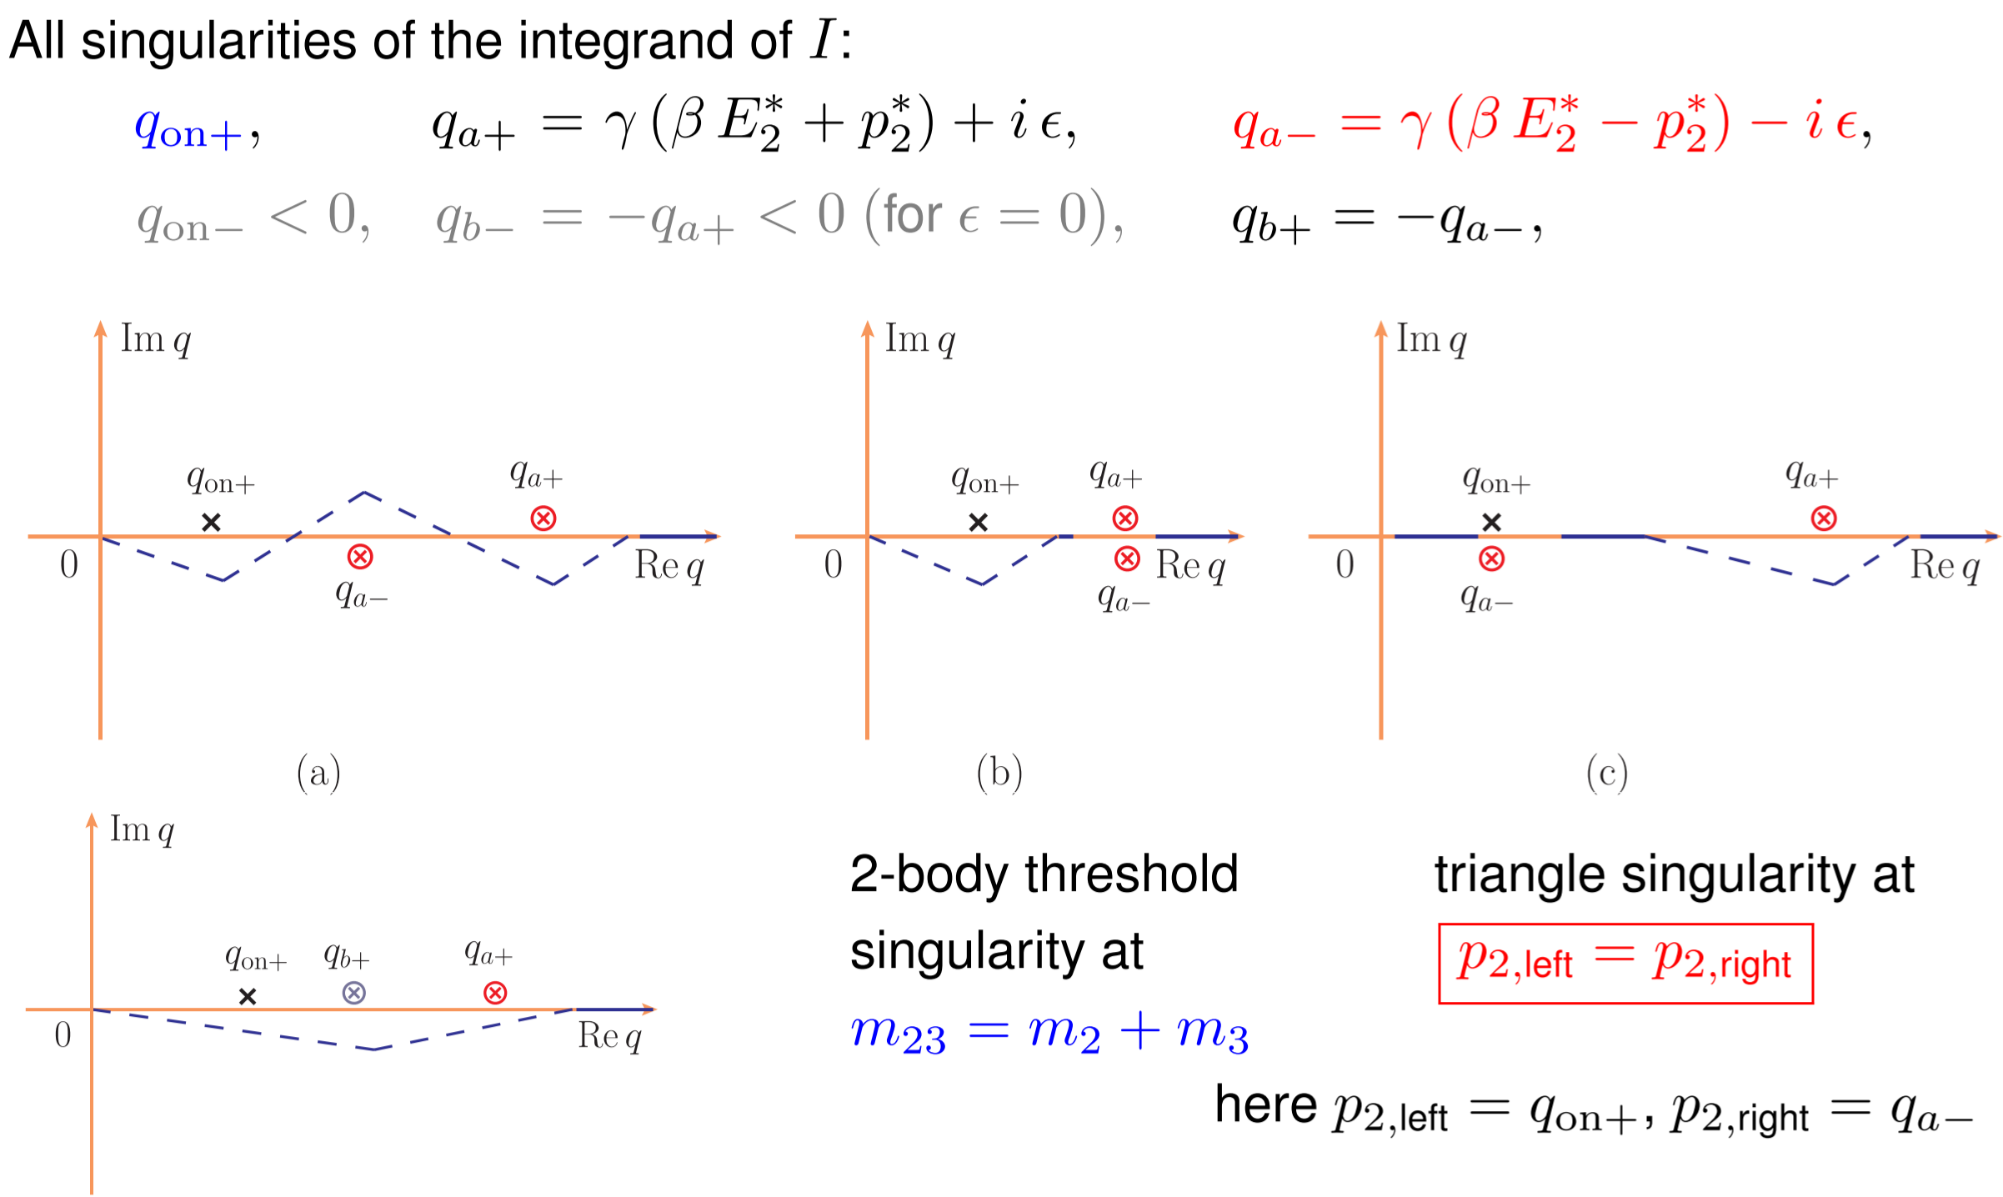 All singularities of the integrand of I:
q_{on+},    q_{a+} = γ (β E_2^* + p_2^*) + i ϵ,    q_{a−} = γ (β E_2^* − p_2^*) − i ϵ,
q_{on−} < 0,    q_{b−} = −q_{a+} < 0 (for ϵ = 0),    q_{b+} = −q_{a−},
Im q
q_{on+}
q_{a+}
0
q_{a−}
Re q
(a)
Im q
q_{on+}
q_{a+}
0
q_{a−}
Re q
(b)
Im q
q_{on+}
q_{a+}
0
q_{a−}
Re q
(c)
Im q
q_{on+}
q_{b+}
q_{a+}
0
Re q
2-body threshold
singularity at
m_{23} = m_2 + m_3
triangle singularity at
p_{2,left} = p_{2,right}
here p_{2,left} = q_{on+}, p_{2,right} = q_{a−}